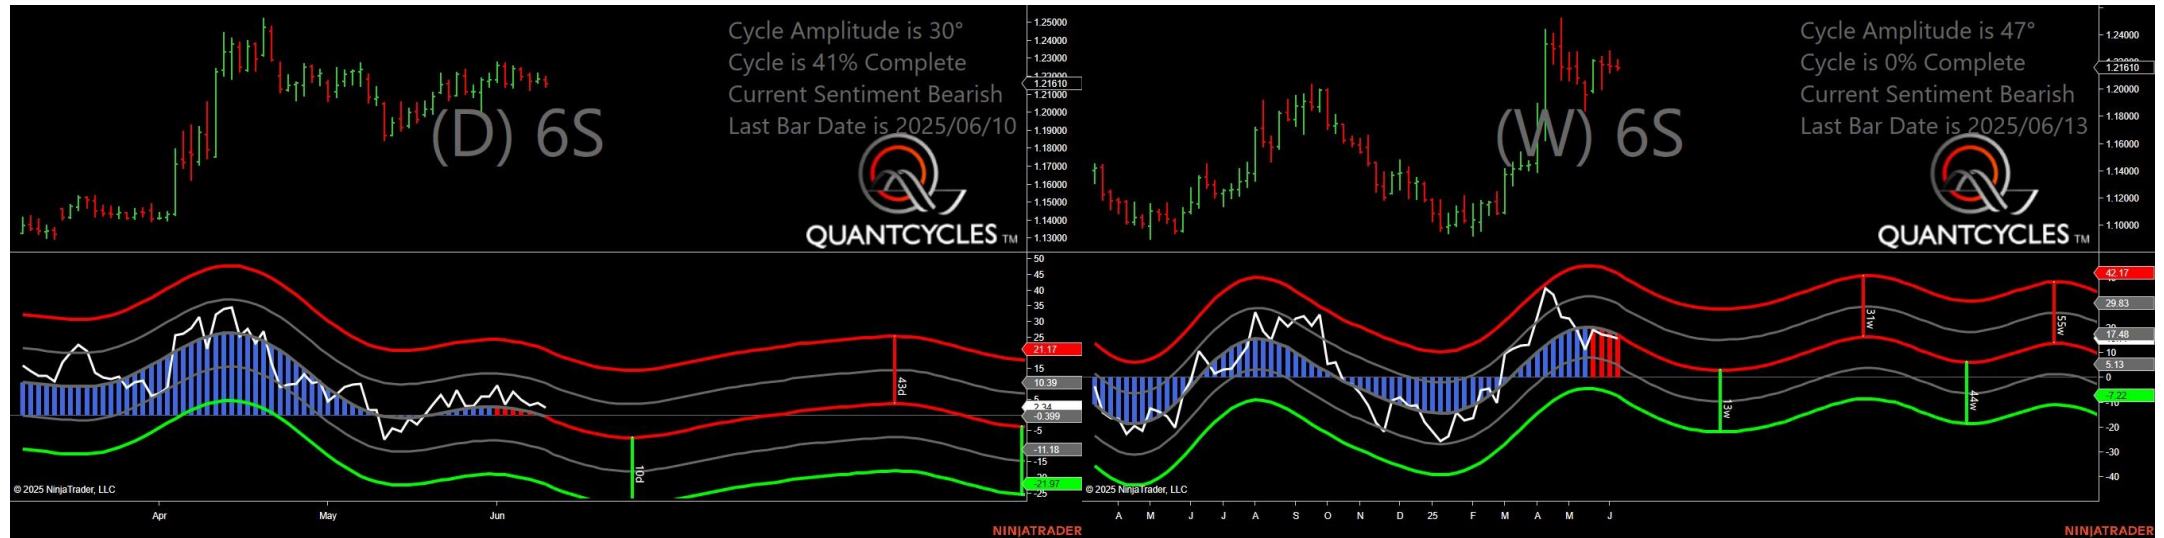 Cycle Amplitude is 30°
Cycle is 41% Complete
Current Sentiment Bearish
Last Bar Date is 2025/06/10
(D) 6S
QUANTCYCLES TM
1.25000
1.24000
1.23000
1.21610
1.21000
1.20000
1.19000
1.18000
1.17000
1.16000
1.15000
1.14000
1.13000
50
45
40
35
30
25
21.17
15
10.39
5
2.34
-0.399
-5
-11.18
-15
-21.97
-25
43d
10d
© 2025 NinjaTrader, LLC
Apr
May
Jun
NINJATRADER
Cycle Amplitude is 47°
Cycle is 0% Complete
Current Sentiment Bearish
Last Bar Date is 2025/06/13
(W) 6S
QUANTCYCLES TM
1.24000
1.21610
1.20000
1.18000
1.16000
1.14000
1.12000
1.10000
42.17
29.83
17.48
10
5.13
0
-7.22
-10
-20
-30
-40
31w
55w
13w
44w
© 2025 NinjaTrader, LLC
A M J J A S O N D 25 F M A M J
NINJATRADER